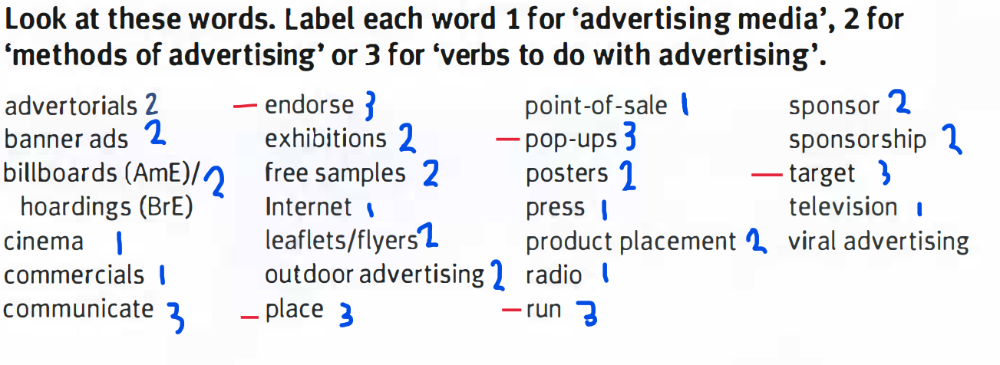 Look at these words. Label each word 1 for ‘advertising media’, 2 for
‘methods of advertising’ or 3 for ‘verbs to do with advertising’.
advertorials 2
banner ads 2
billboards (AmE)/ 2
hoardings (BrE)
cinema 1
commercials 1
communicate 3
endorse 3
exhibitions 2
free samples 2
Internet 1
leaflets/flyers 2
outdoor advertising 2
place 3
point-of-sale 1
pop-ups 3
posters 2
press 1
product placement 2
radio 1
run 3
sponsor 2
sponsorship 2
target 3
television 1
viral advertising